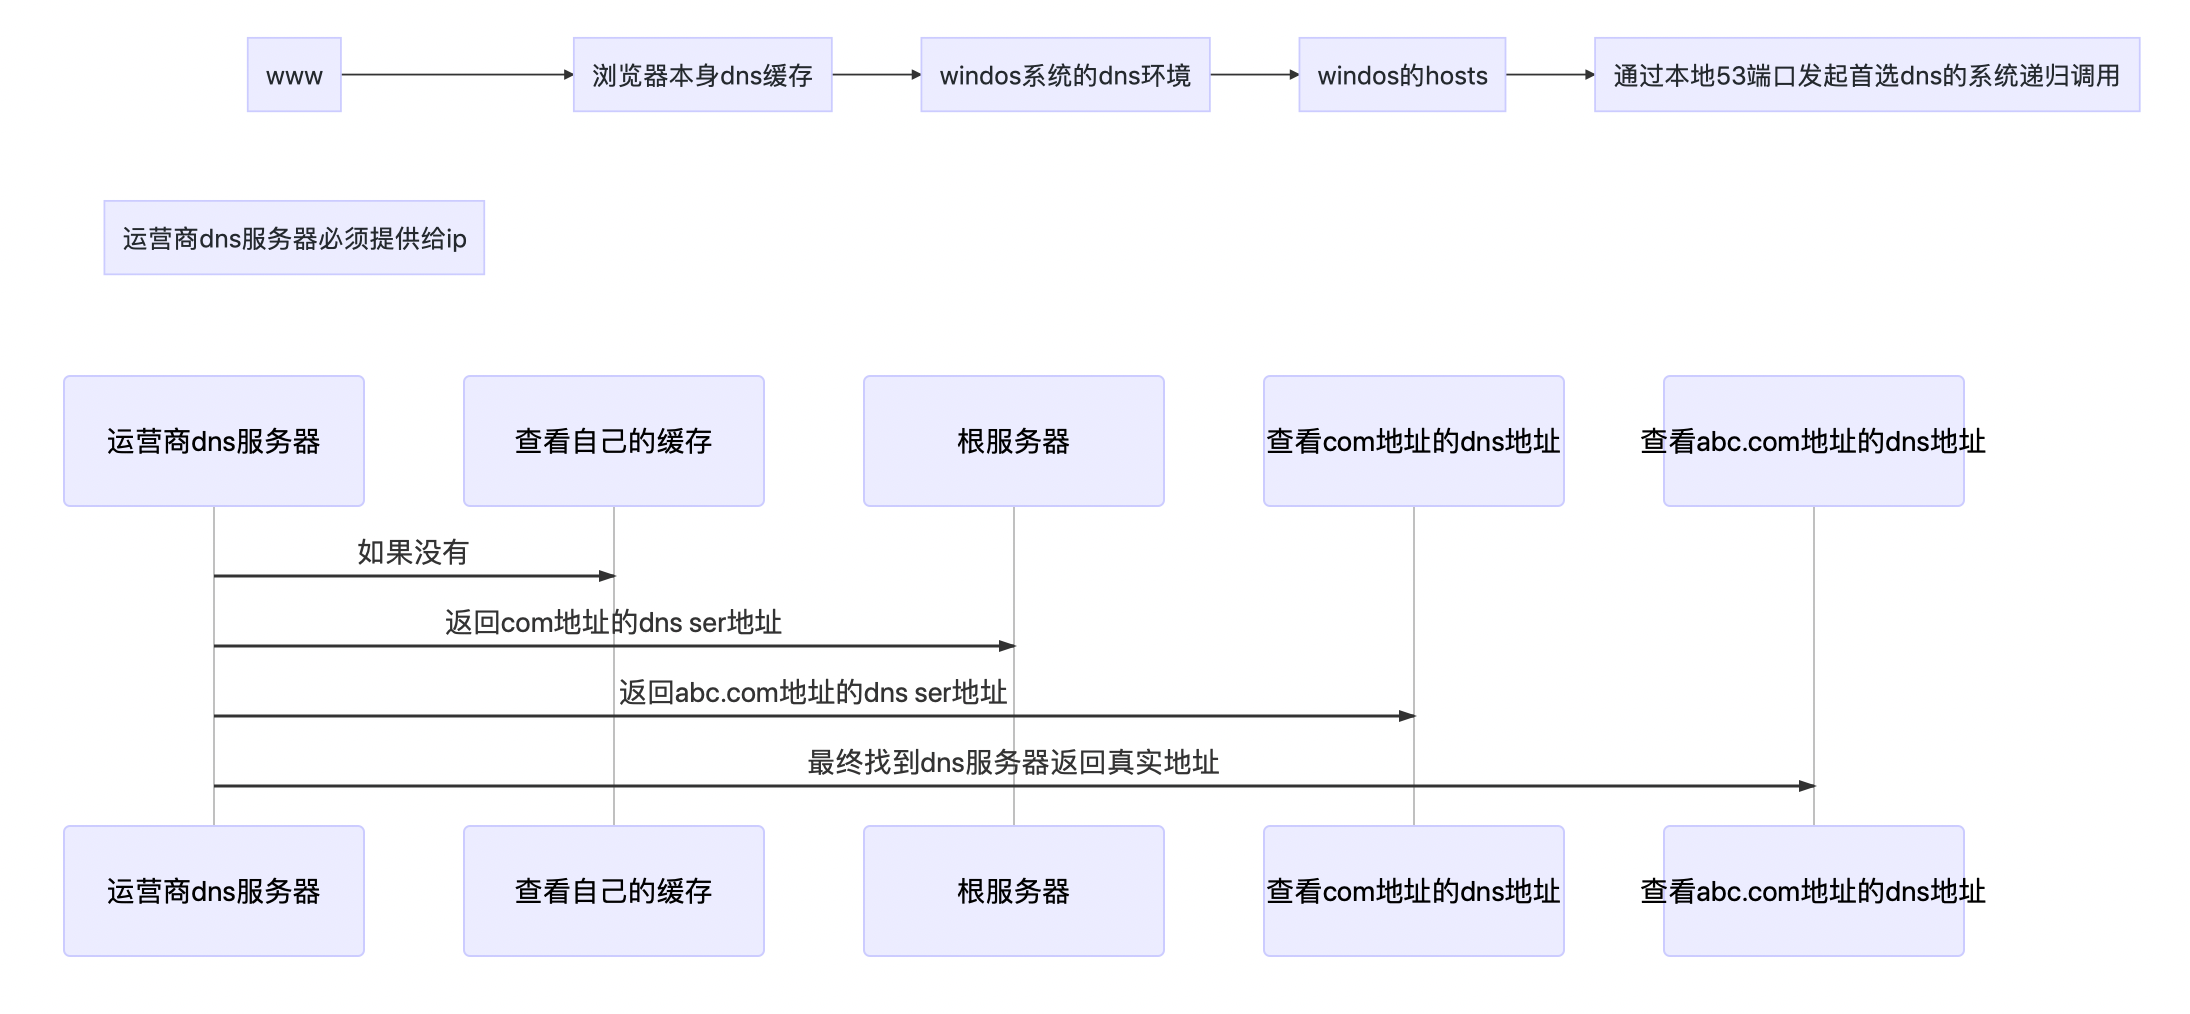 www
浏览器本身dns缓存
windos系统的dns环境
windos的hosts
通过本地53端口发起首选dns的系统递归调用
运营商dns服务器必须提供给ip
运营商dns服务器
查看自己的缓存
根服务器
查看com地址的dns地址
查看abc.com地址的dns地址
如果没有
返回com地址的dns ser地址
返回abc.com地址的dns ser地址
最终找到dns服务器返回真实地址
运营商dns服务器
查看自己的缓存
根服务器
查看com地址的dns地址
查看abc.com地址的dns地址